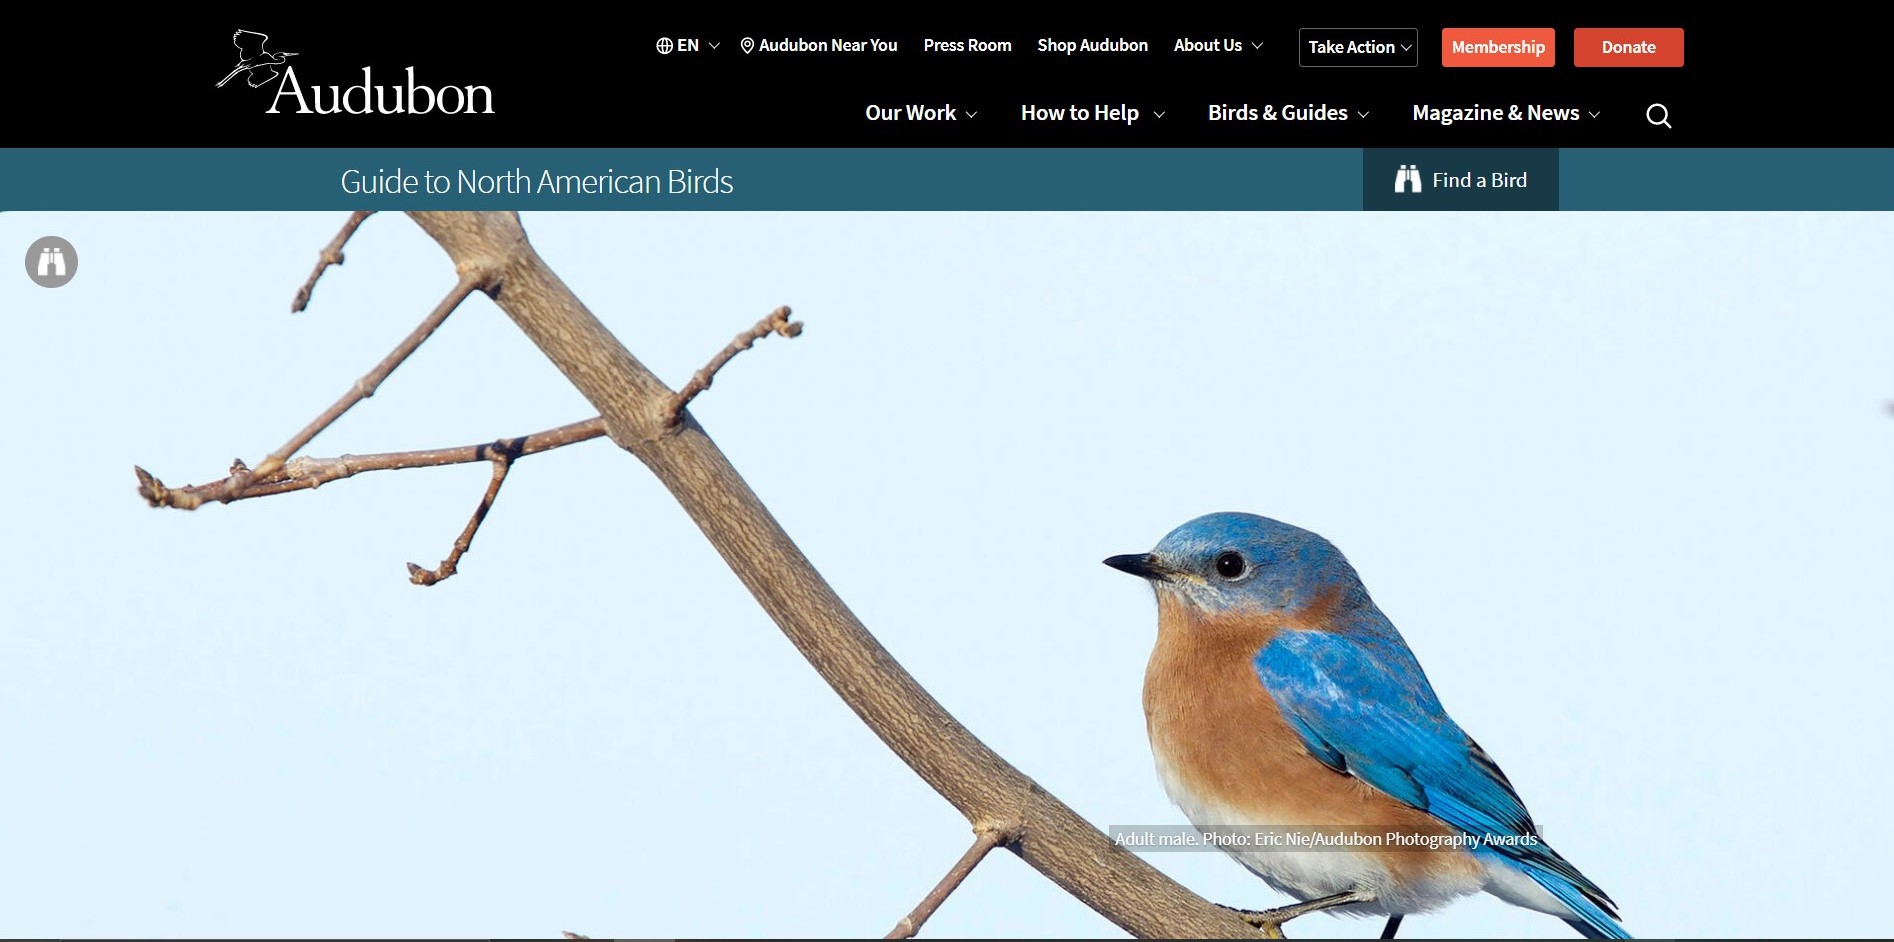 Audubon
EN
Audubon Near You
Press Room
Shop Audubon
About Us
Take Action
Membership
Donate
Our Work
How to Help
Birds & Guides
Magazine & News
Guide to North American Birds
Find a Bird
Adult male. Photo: Eric Nie/Audubon Photography Awards